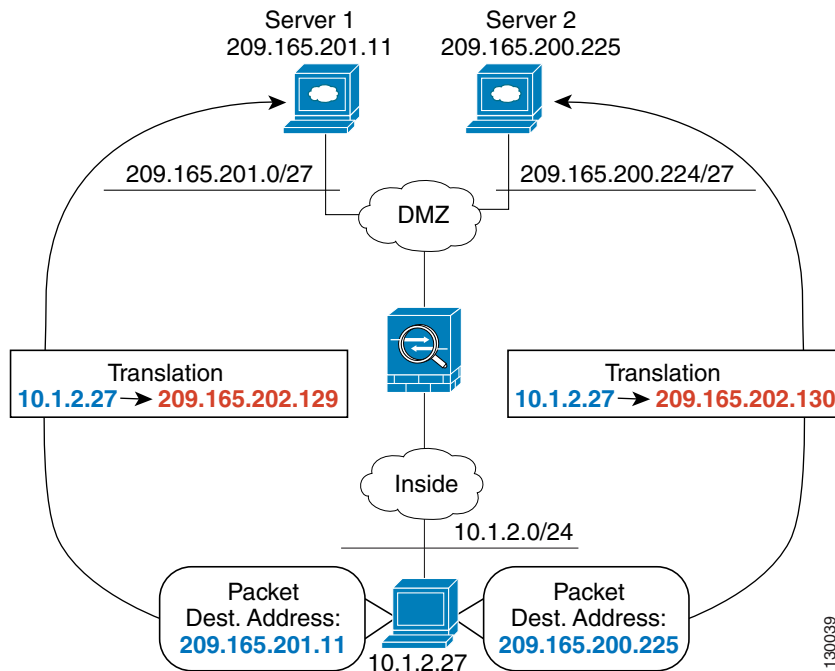 Server 1
209.165.201.11
Server 2
209.165.200.225
209.165.201.0/27
209.165.200.224/27
DMZ
Translation
10.1.2.27 → 209.165.202.129
Translation
10.1.2.27 → 209.165.202.130
Inside
10.1.2.0/24
Packet
Dest. Address:
209.165.201.11
Packet
Dest. Address:
209.165.200.225
10.1.2.27
130039